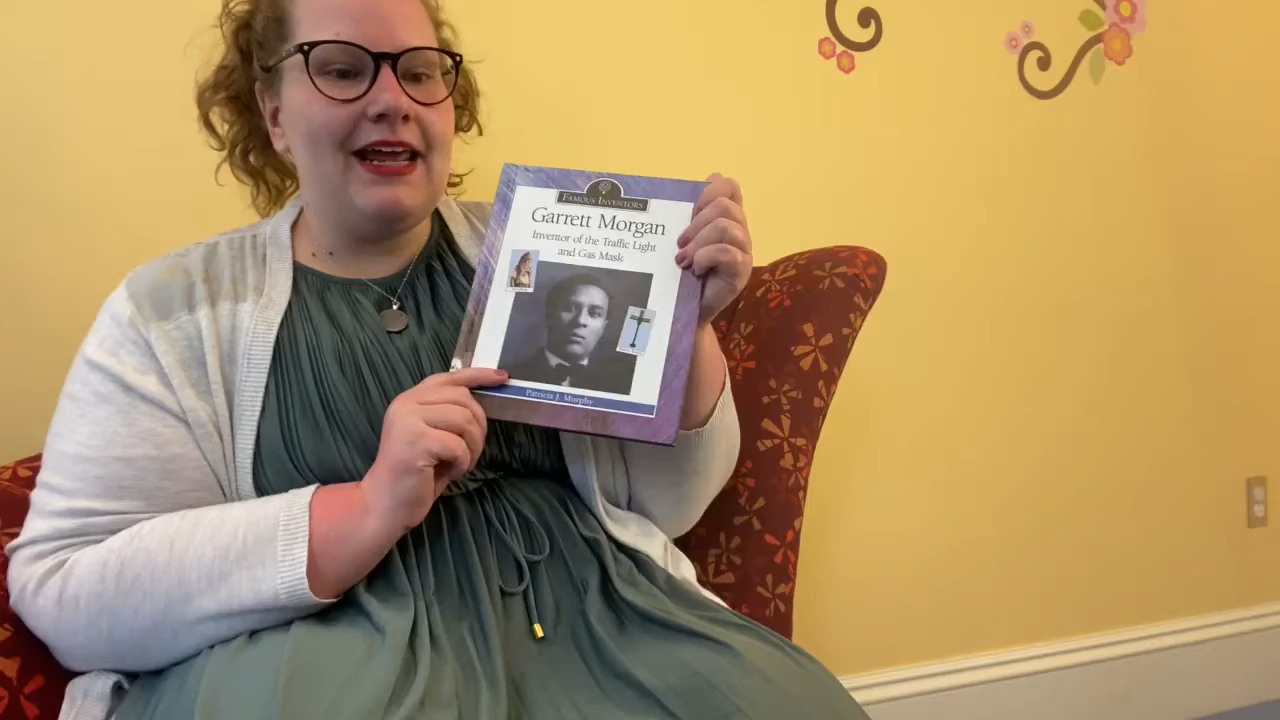 FAMOUS INVENTORS
Garrett Morgan
Inventor of the Traffic Light
and Gas Mask
Patricia J. Murphy